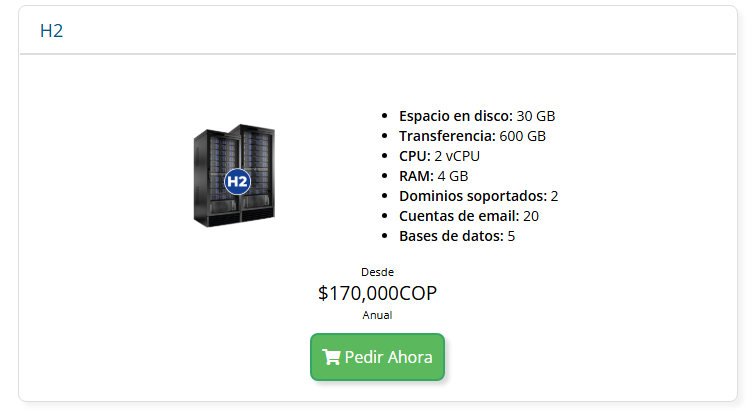 H2
H2
Espacio en disco: 30 GB
Transferencia: 600 GB
CPU: 2 vCPU
RAM: 4 GB
Dominios soportados: 2
Cuentas de email: 20
Bases de datos: 5
Desde
$170,000COP
Anual
Pedir Ahora